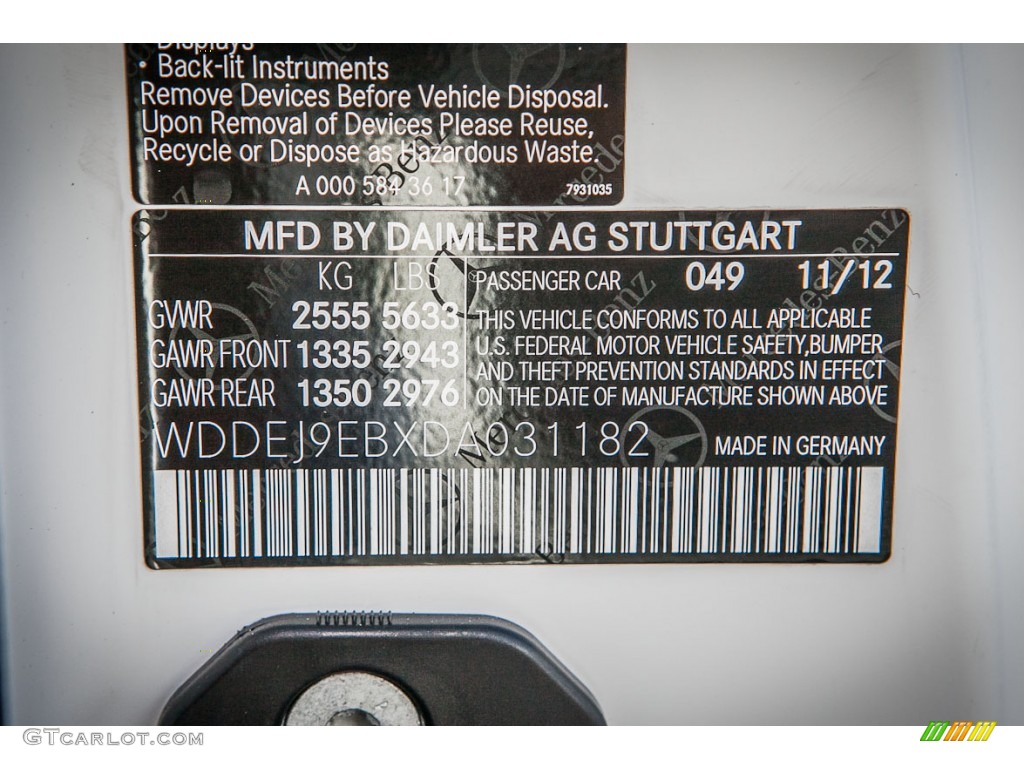 Displays
• Back-lit Instruments
Remove Devices Before Vehicle Disposal.
Upon Removal of Devices Please Reuse,
Recycle or Dispose as Hazardous Waste.
A 000 584 36 17 7931035
MFD BY DAIMLER AG STUTTGART
KG LBS PASSENGER CAR 049 11/12
GVWR 2555 5633 THIS VEHICLE CONFORMS TO ALL APPLICABLE
GAWR FRONT 1335 2943 U.S. FEDERAL MOTOR VEHICLE SAFETY,BUMPER
GAWR REAR 1350 2976 AND THEFT PREVENTION STANDARDS IN EFFECT
ON THE DATE OF MANUFACTURE SHOWN ABOVE
WDDEJ9EBXDA031182 MADE IN GERMANY
GTCARLOT.COM